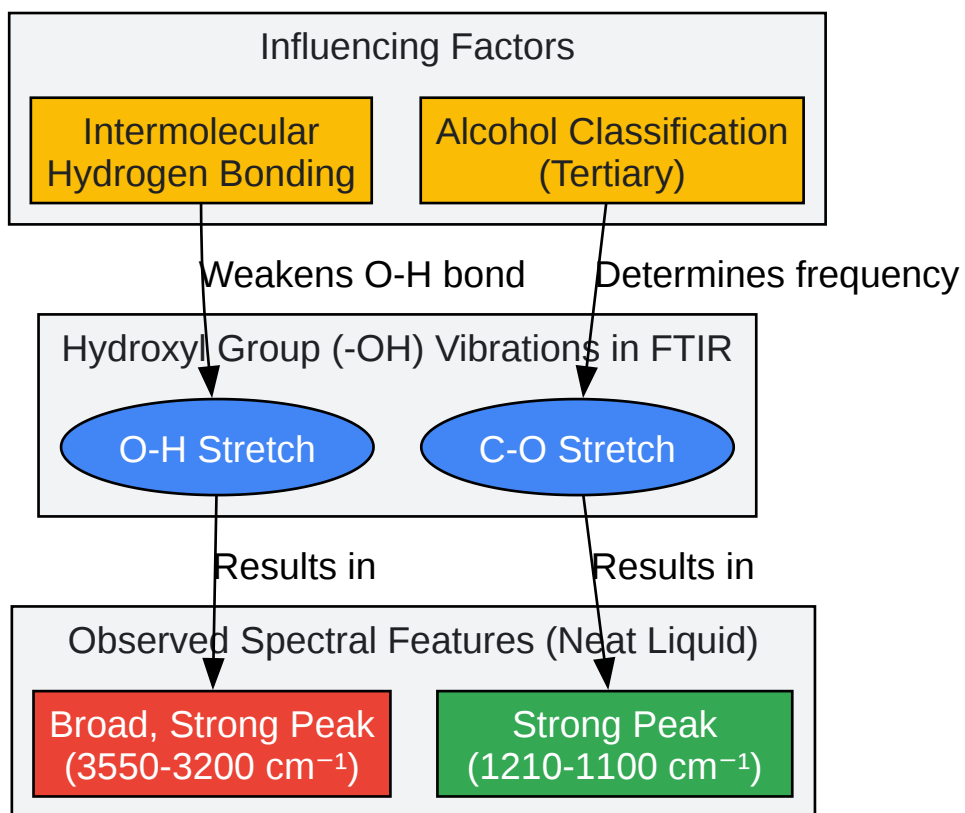 Influencing Factors
Intermolecular
Hydrogen Bonding
Alcohol Classification
(Tertiary)
Weakens O-H bond
Determines frequency
Hydroxyl Group (-OH) Vibrations in FTIR
O-H Stretch
C-O Stretch
Results in
Results in
Observed Spectral Features (Neat Liquid)
Broad, Strong Peak
(3550-3200 cm⁻¹)
Strong Peak
(1210-1100 cm⁻¹)